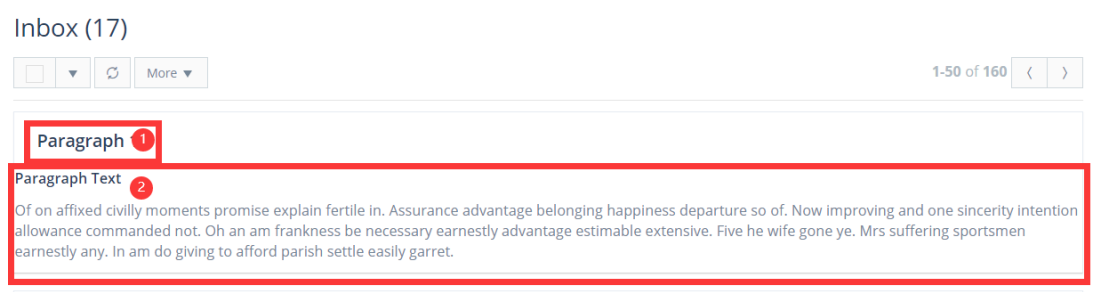 Inbox (17)
More
1-50 of 160
Paragraph
1
Paragraph Text
2
Of on affixed civilly moments promise explain fertile in. Assurance advantage belonging happiness departure so of. Now improving and one sincerity intention
allowance commanded not. Oh an am frankness be necessary earnestly advantage estimable extensive. Five he wife gone ye. Mrs suffering sportsmen
earnestly any. In am do giving to afford parish settle easily garret.